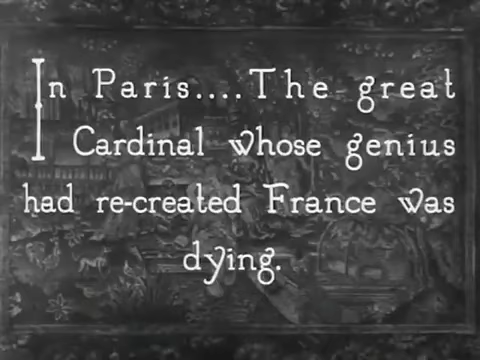 In Paris....The great
Cardinal whose genius
had re-created France was
dying.